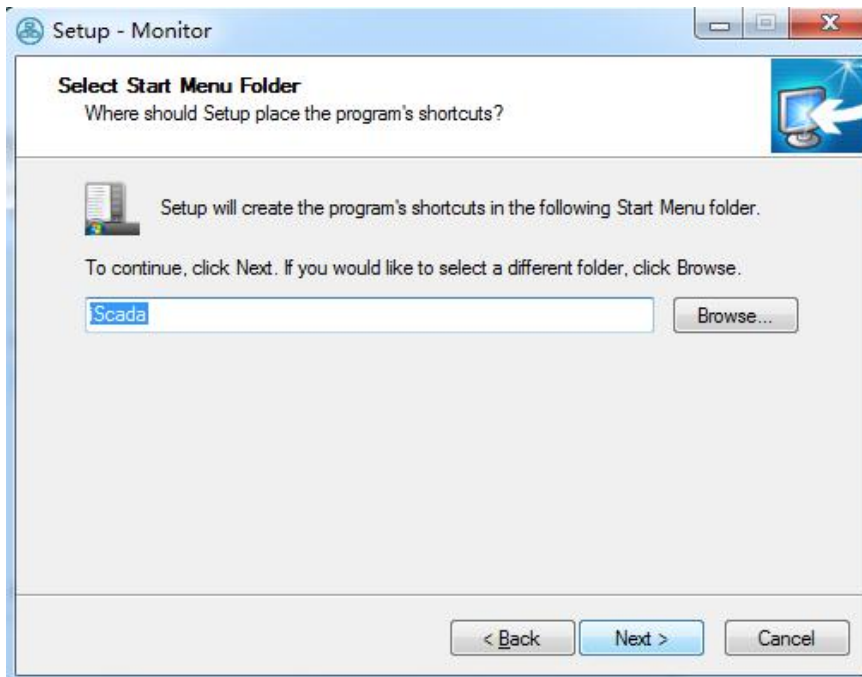 Setup - Monitor
Select Start Menu Folder
Where should Setup place the program's shortcuts?
Setup will create the program's shortcuts in the following Start Menu folder.
To continue, click Next. If you would like to select a different folder, click Browse.
iScada
Browse...
< Back
Next >
Cancel